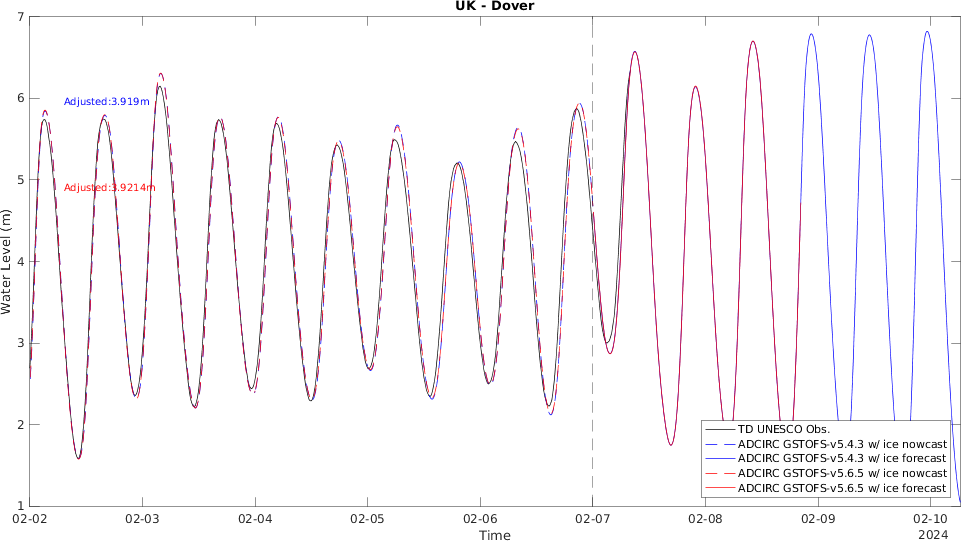 UK - Dover
7
6
5
4
3
2
1
Water Level (m)
Adjusted:3.919m
Adjusted:3.9214m
TD UNESCO Obs.
ADCIRC GSTOFS-v5.4.3 w/ ice nowcast
ADCIRC GSTOFS-v5.4.3 w/ ice forecast
ADCIRC GSTOFS-v5.6.5 w/ ice nowcast
ADCIRC GSTOFS-v5.6.5 w/ ice forecast
02-02 02-03 02-04 02-05 02-06 02-07 02-08 02-09 02-10
Time
2024